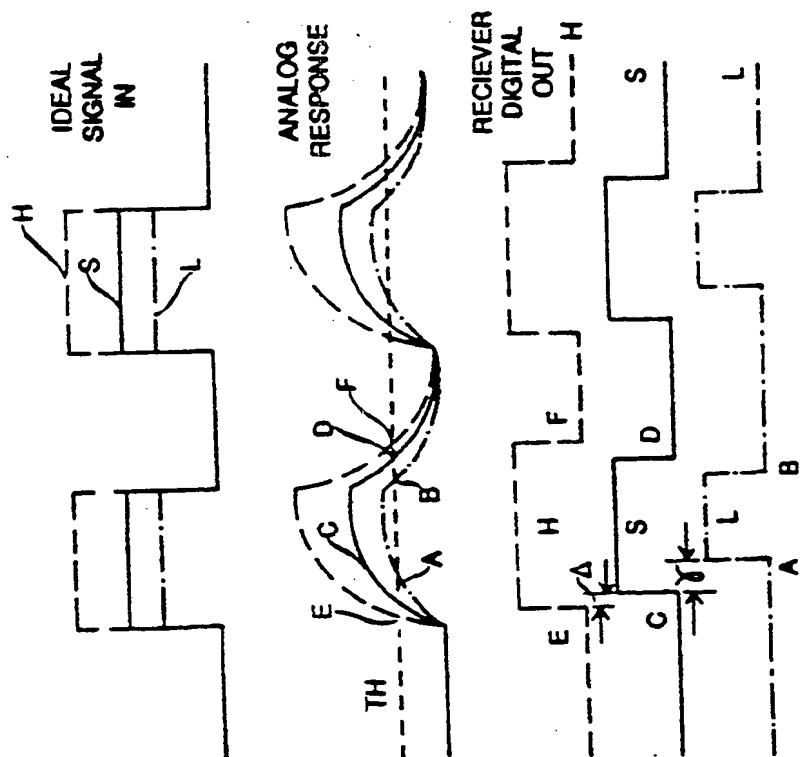 IDEAL
SIGNAL
IN
H
S
L
ANALOG
RESPONSE
TH
E
C
A
B
D
F
RECIEVER
DIGITAL
OUT
H
E
H
F
Δ
S
C
S
D
L
A
L
B